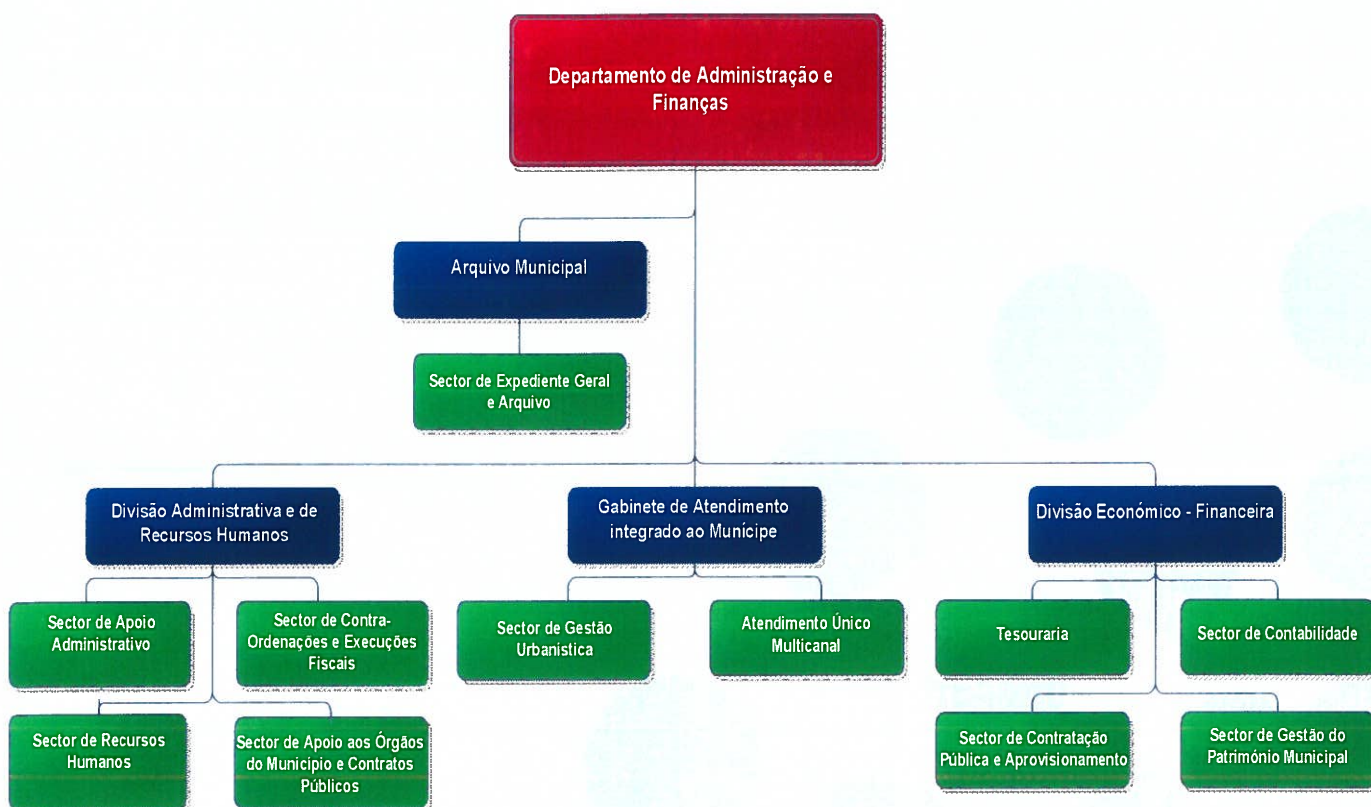 Departamento de Administração e
Finanças
Arquivo Municipal
Sector de Expediente Geral
e Arquivo
Divisão Administrativa e de
Recursos Humanos
Gabinete de Atendimento
integrado ao Munícipe
Divisão Económico - Financeira
Sector de Apoio
Administrativo
Sector de Contra-
Ordenações e Execuções
Fiscais
Sector de Gestão
Urbanística
Atendimento Único
Multicanal
Tesouraria
Sector de Contabilidade
Sector de Recursos
Humanos
Sector de Apoio aos Órgãos
do Municipio e Contratos
Públicos
Sector de Contratação
Pública e Aprovisionamento
Sector de Gestão do
Património Municipal